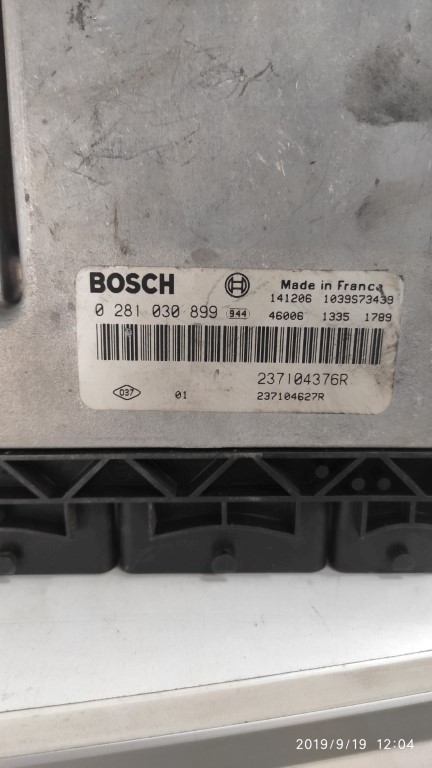 BOSCH
Made in France
141206 1039S73439
0 281 030 899 944 46006 1335 1789
237104376R
037 01 237104627R
2019/9/19 12:04